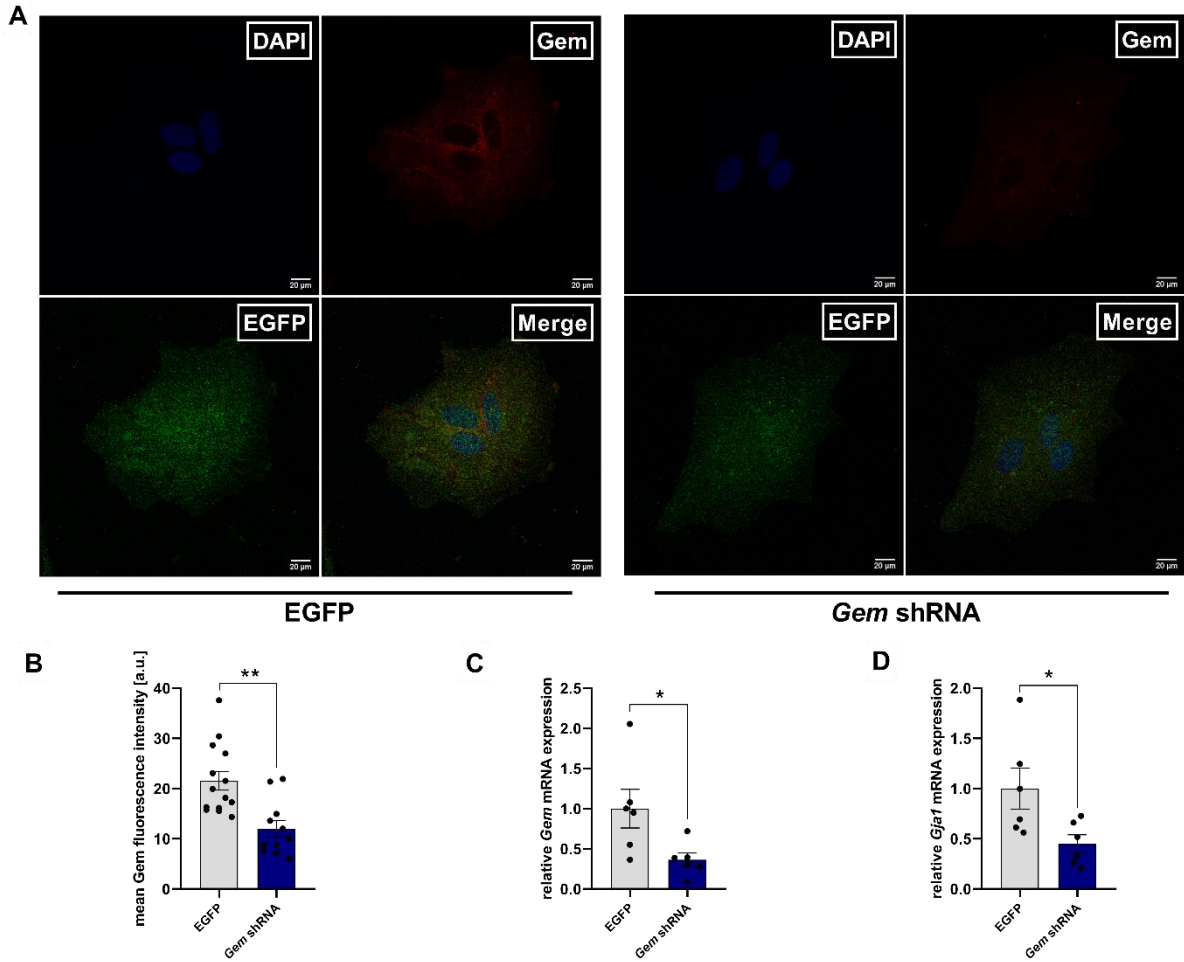 A
DAPI
Gem
DAPI
Gem
20 µm
20 µm
20 µm
20 µm
EGFP
Merge
EGFP
Merge
20 µm
20 µm
20 µm
20 µm
EGFP
Gem shRNA
B
mean Gem fluorescence intensity [a.u.]
40
30
20
10
0
**
EGFP
Gem shRNA
C
relative Gem mRNA expression
2.5
2.0
1.5
1.0
0.5
0.0
*
EGFP
Gem shRNA
D
relative Gja1 mRNA expression
2.0
1.5
1.0
0.5
0.0
*
EGFP
Gem shRNA